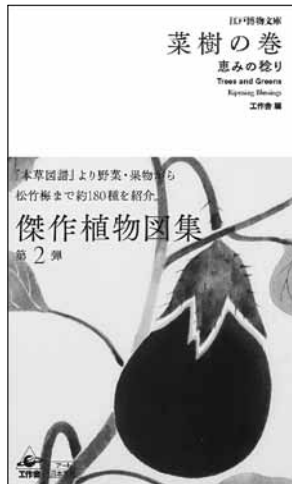 江戸博物文庫
菜樹の巻
恵みの稔り
Trees and Greens
Ripening Blessings
工作舎 編
『本草図譜』より野菜・果物から
松竹梅まで約180種を紹介。
傑作植物図集
第2弾
工作舎